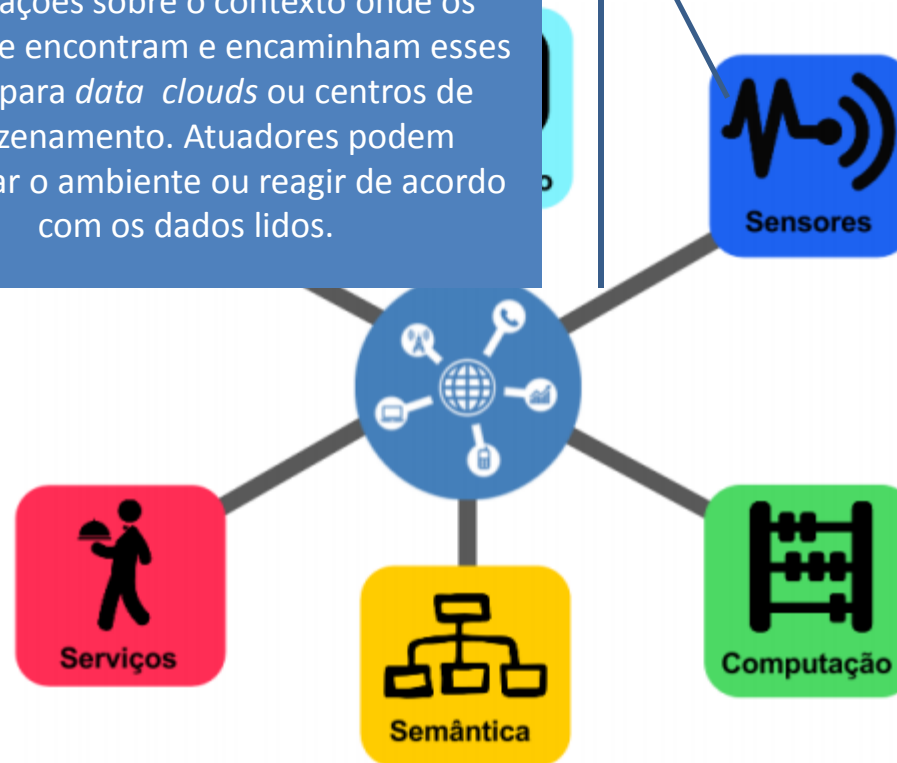 ações sobre o contexto onde os
e encontram e encaminham esses
para data clouds ou centros de
zenamento. Atuadores podem
ar o ambiente ou reagir de acordo
com os dados lidos.
Sensores
Serviços
Computação
Semântica